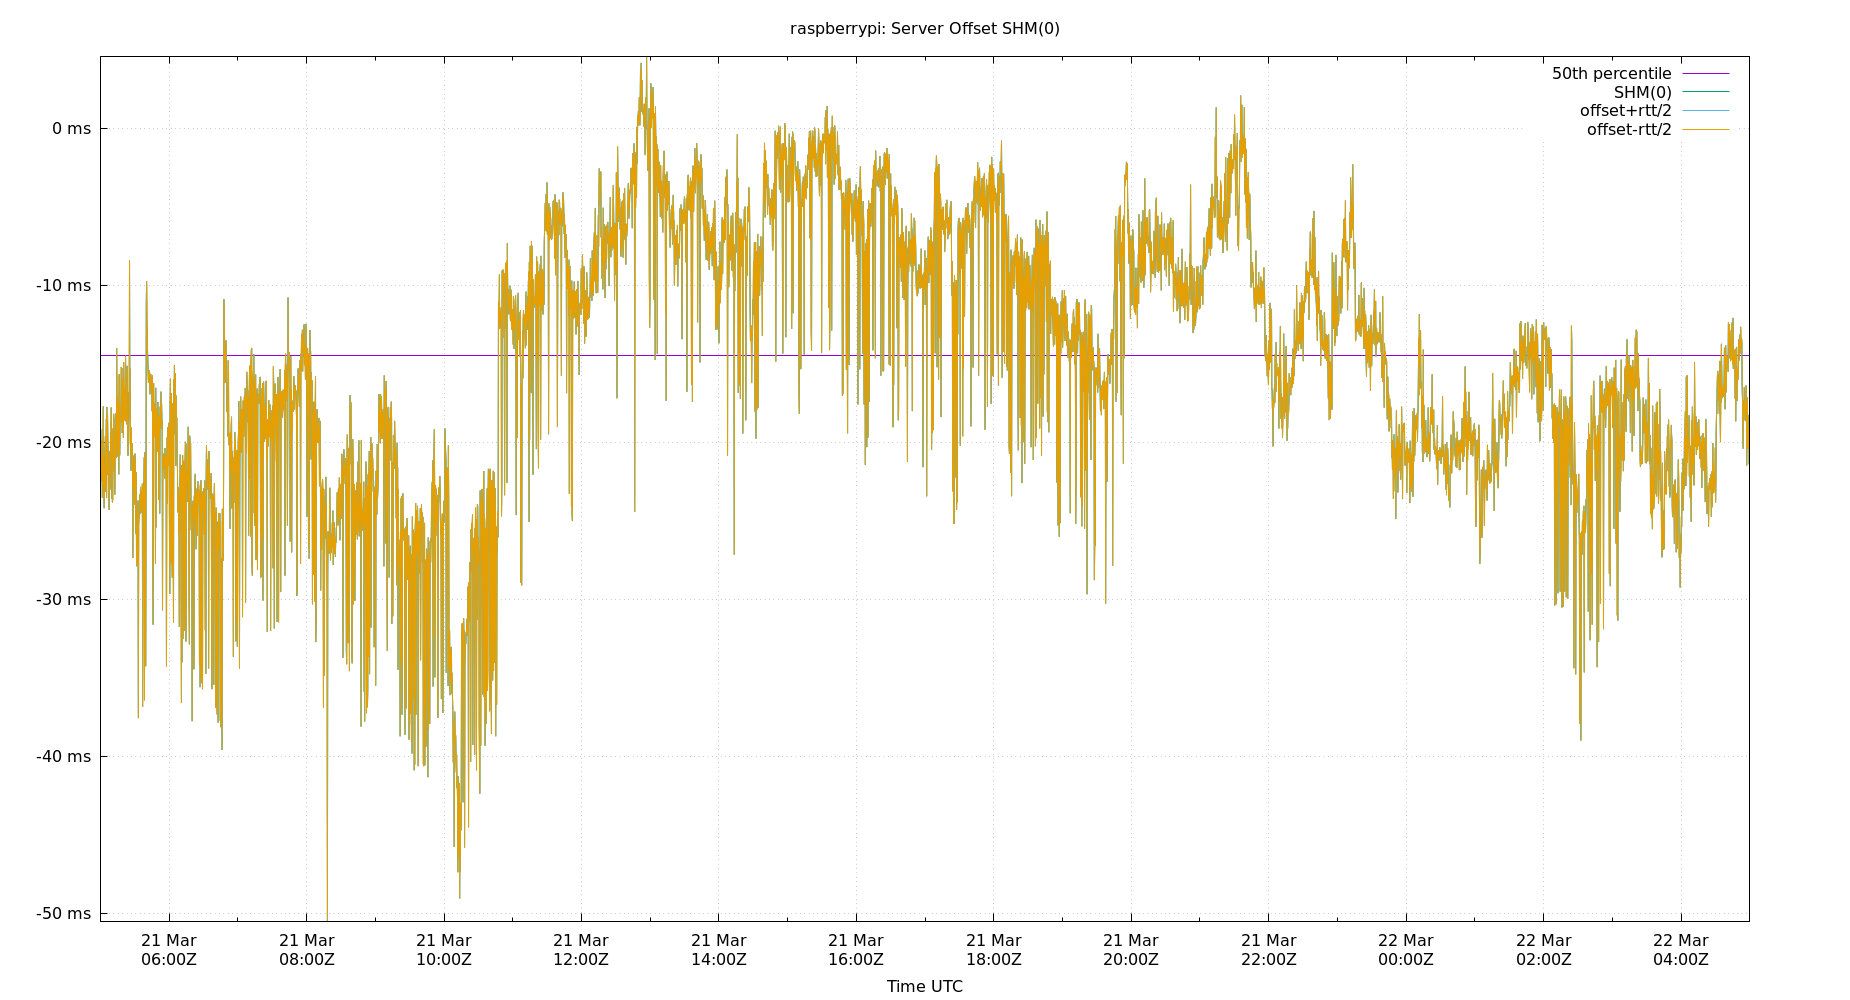 raspberrypi: Server Offset SHM(0)
50th percentile
SHM(0)
offset+rtt/2
offset-rtt/2
0 ms
-10 ms
-20 ms
-30 ms
-40 ms
-50 ms
21 Mar 21 Mar 21 Mar 21 Mar 21 Mar 21 Mar 21 Mar 21 Mar 21 Mar 22 Mar 22 Mar 22 Mar
06:00Z 08:00Z 10:00Z 12:00Z 14:00Z 16:00Z 18:00Z 20:00Z 22:00Z 00:00Z 02:00Z 04:00Z
Time UTC